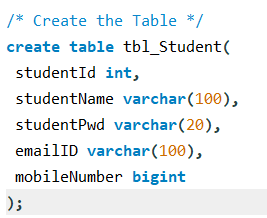 /* Create the Table */
create table tbl_Student(
studentId int,
studentName varchar(100),
studentPwd varchar(20),
emailID varchar(100),
mobileNumber bigint
);